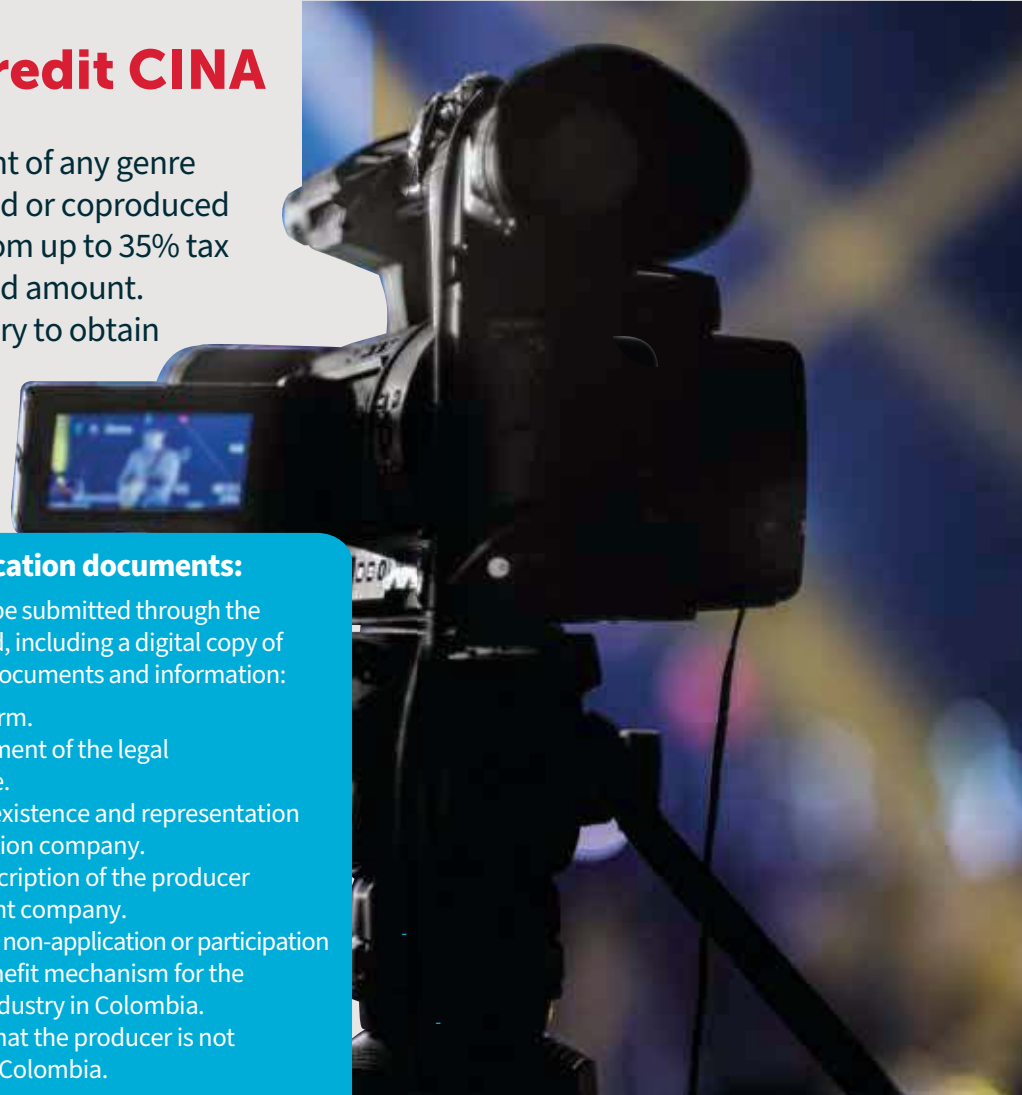 redit CINA
nt of any genre
d or coproduced
om up to 35% tax
d amount.
ry to obtain
cation documents:
be submitted through the
d, including a digital copy of
ocuments and information:
rm.
ment of the legal
e.
existence and representation
ion company.
cription of the producer
nt company.
non-application or participation
nefit mechanism for the
dustry in Colombia.
hat the producer is not
Colombia.